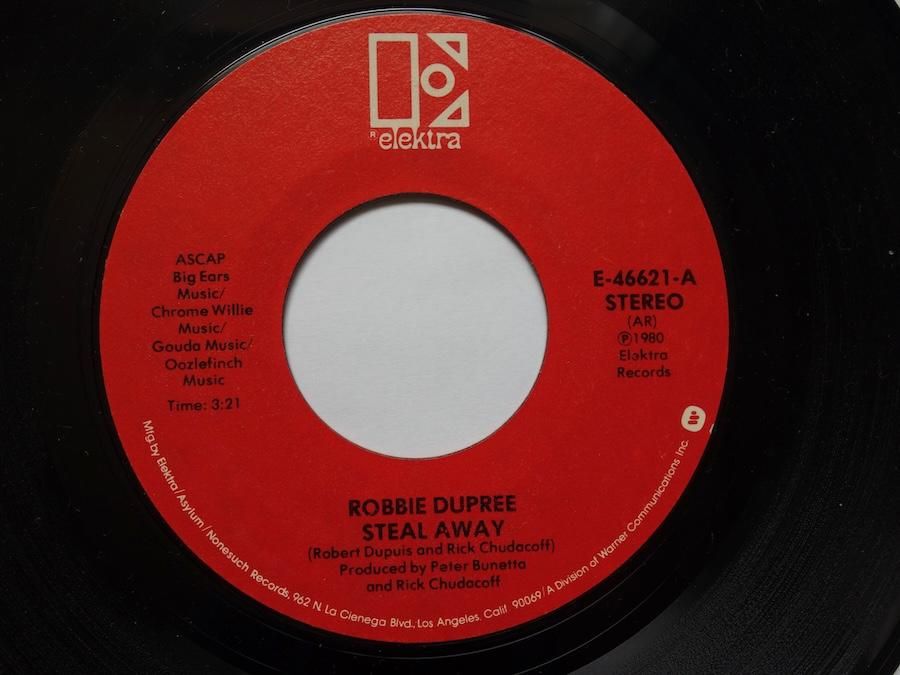 R elektra
ASCAP
Big Ears
Music/
Chrome Willie
Music/
Gouda Music/
Oozlefinch
Music
Time: 3:21
E-46621-A
STEREO
(AR)
Ⓟ1980
Elektra
Records
ROBBIE DUPREE
STEAL AWAY
(Robert Dupuis and Rick Chudacoff)
Produced by Peter Bunetta
and Rick Chudacoff
Mfg. by Elektra/Asylum/Nonesuch Records, 962 N. La Cienega Blvd., Los Angeles. Calif. 90069/A Division of Warner Communications Inc.